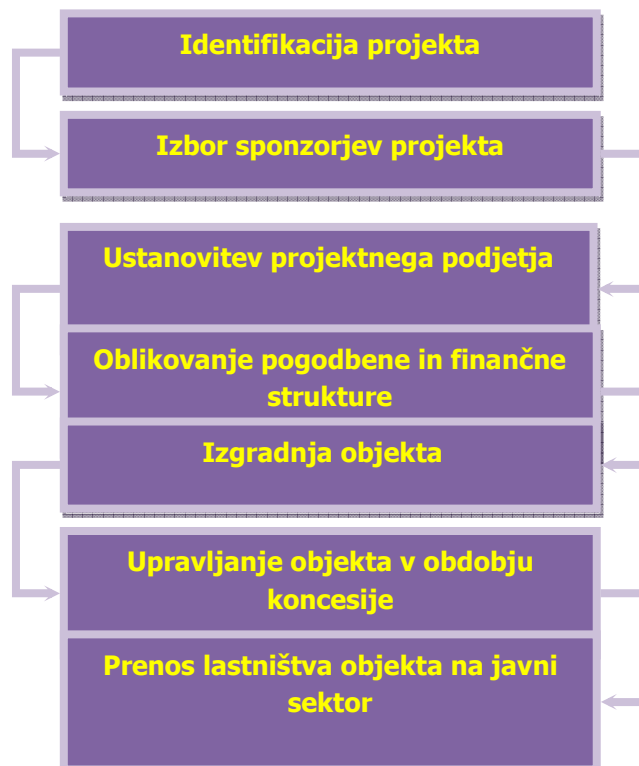 Identifikacija projekta
Izbor sponzorjev projekta
Ustanovitev projektnega podjetja
Oblikovanje pogodbene in finančne
strukture
Izgradnja objekta
Upravljanje objekta v obdobju
koncesije
Prenos lastništva objekta na javni
sektor